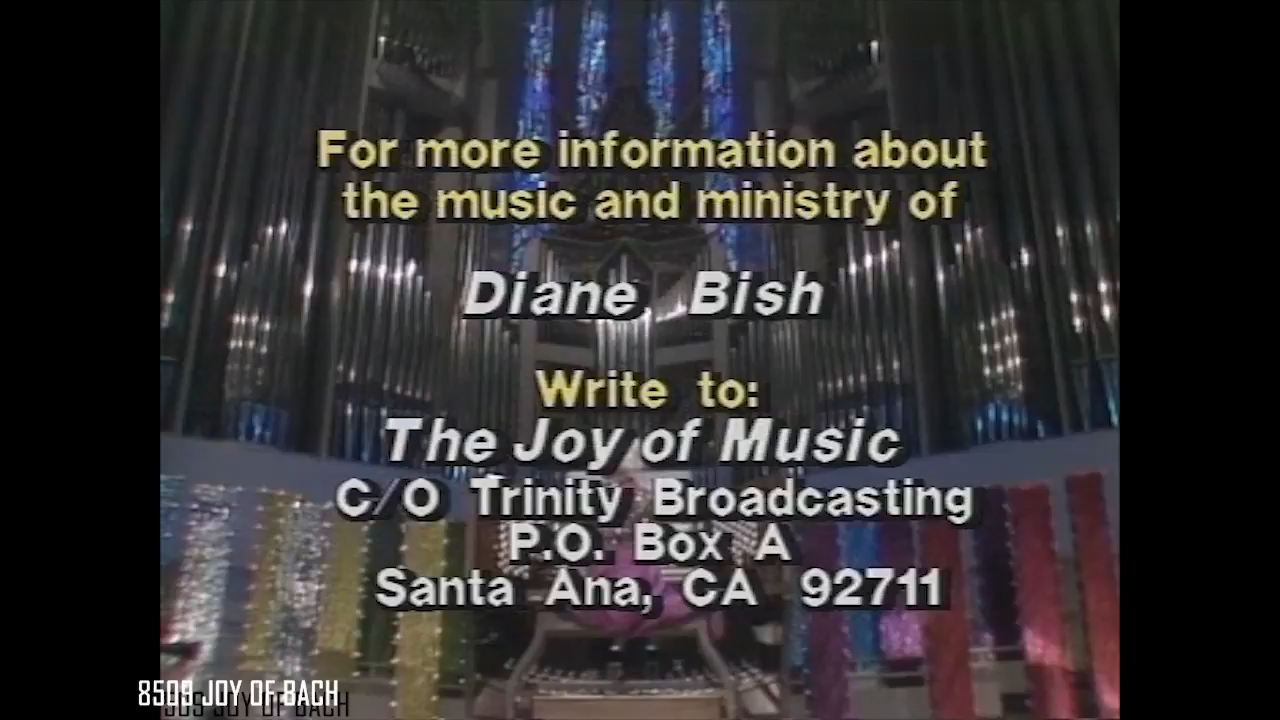 For more information about
the music and ministry of
Diane Bish
Write to:
The Joy of Music
C/O Trinity Broadcasting
P.O. Box A
Santa Ana, CA 92711
8509 JOY OF BACH